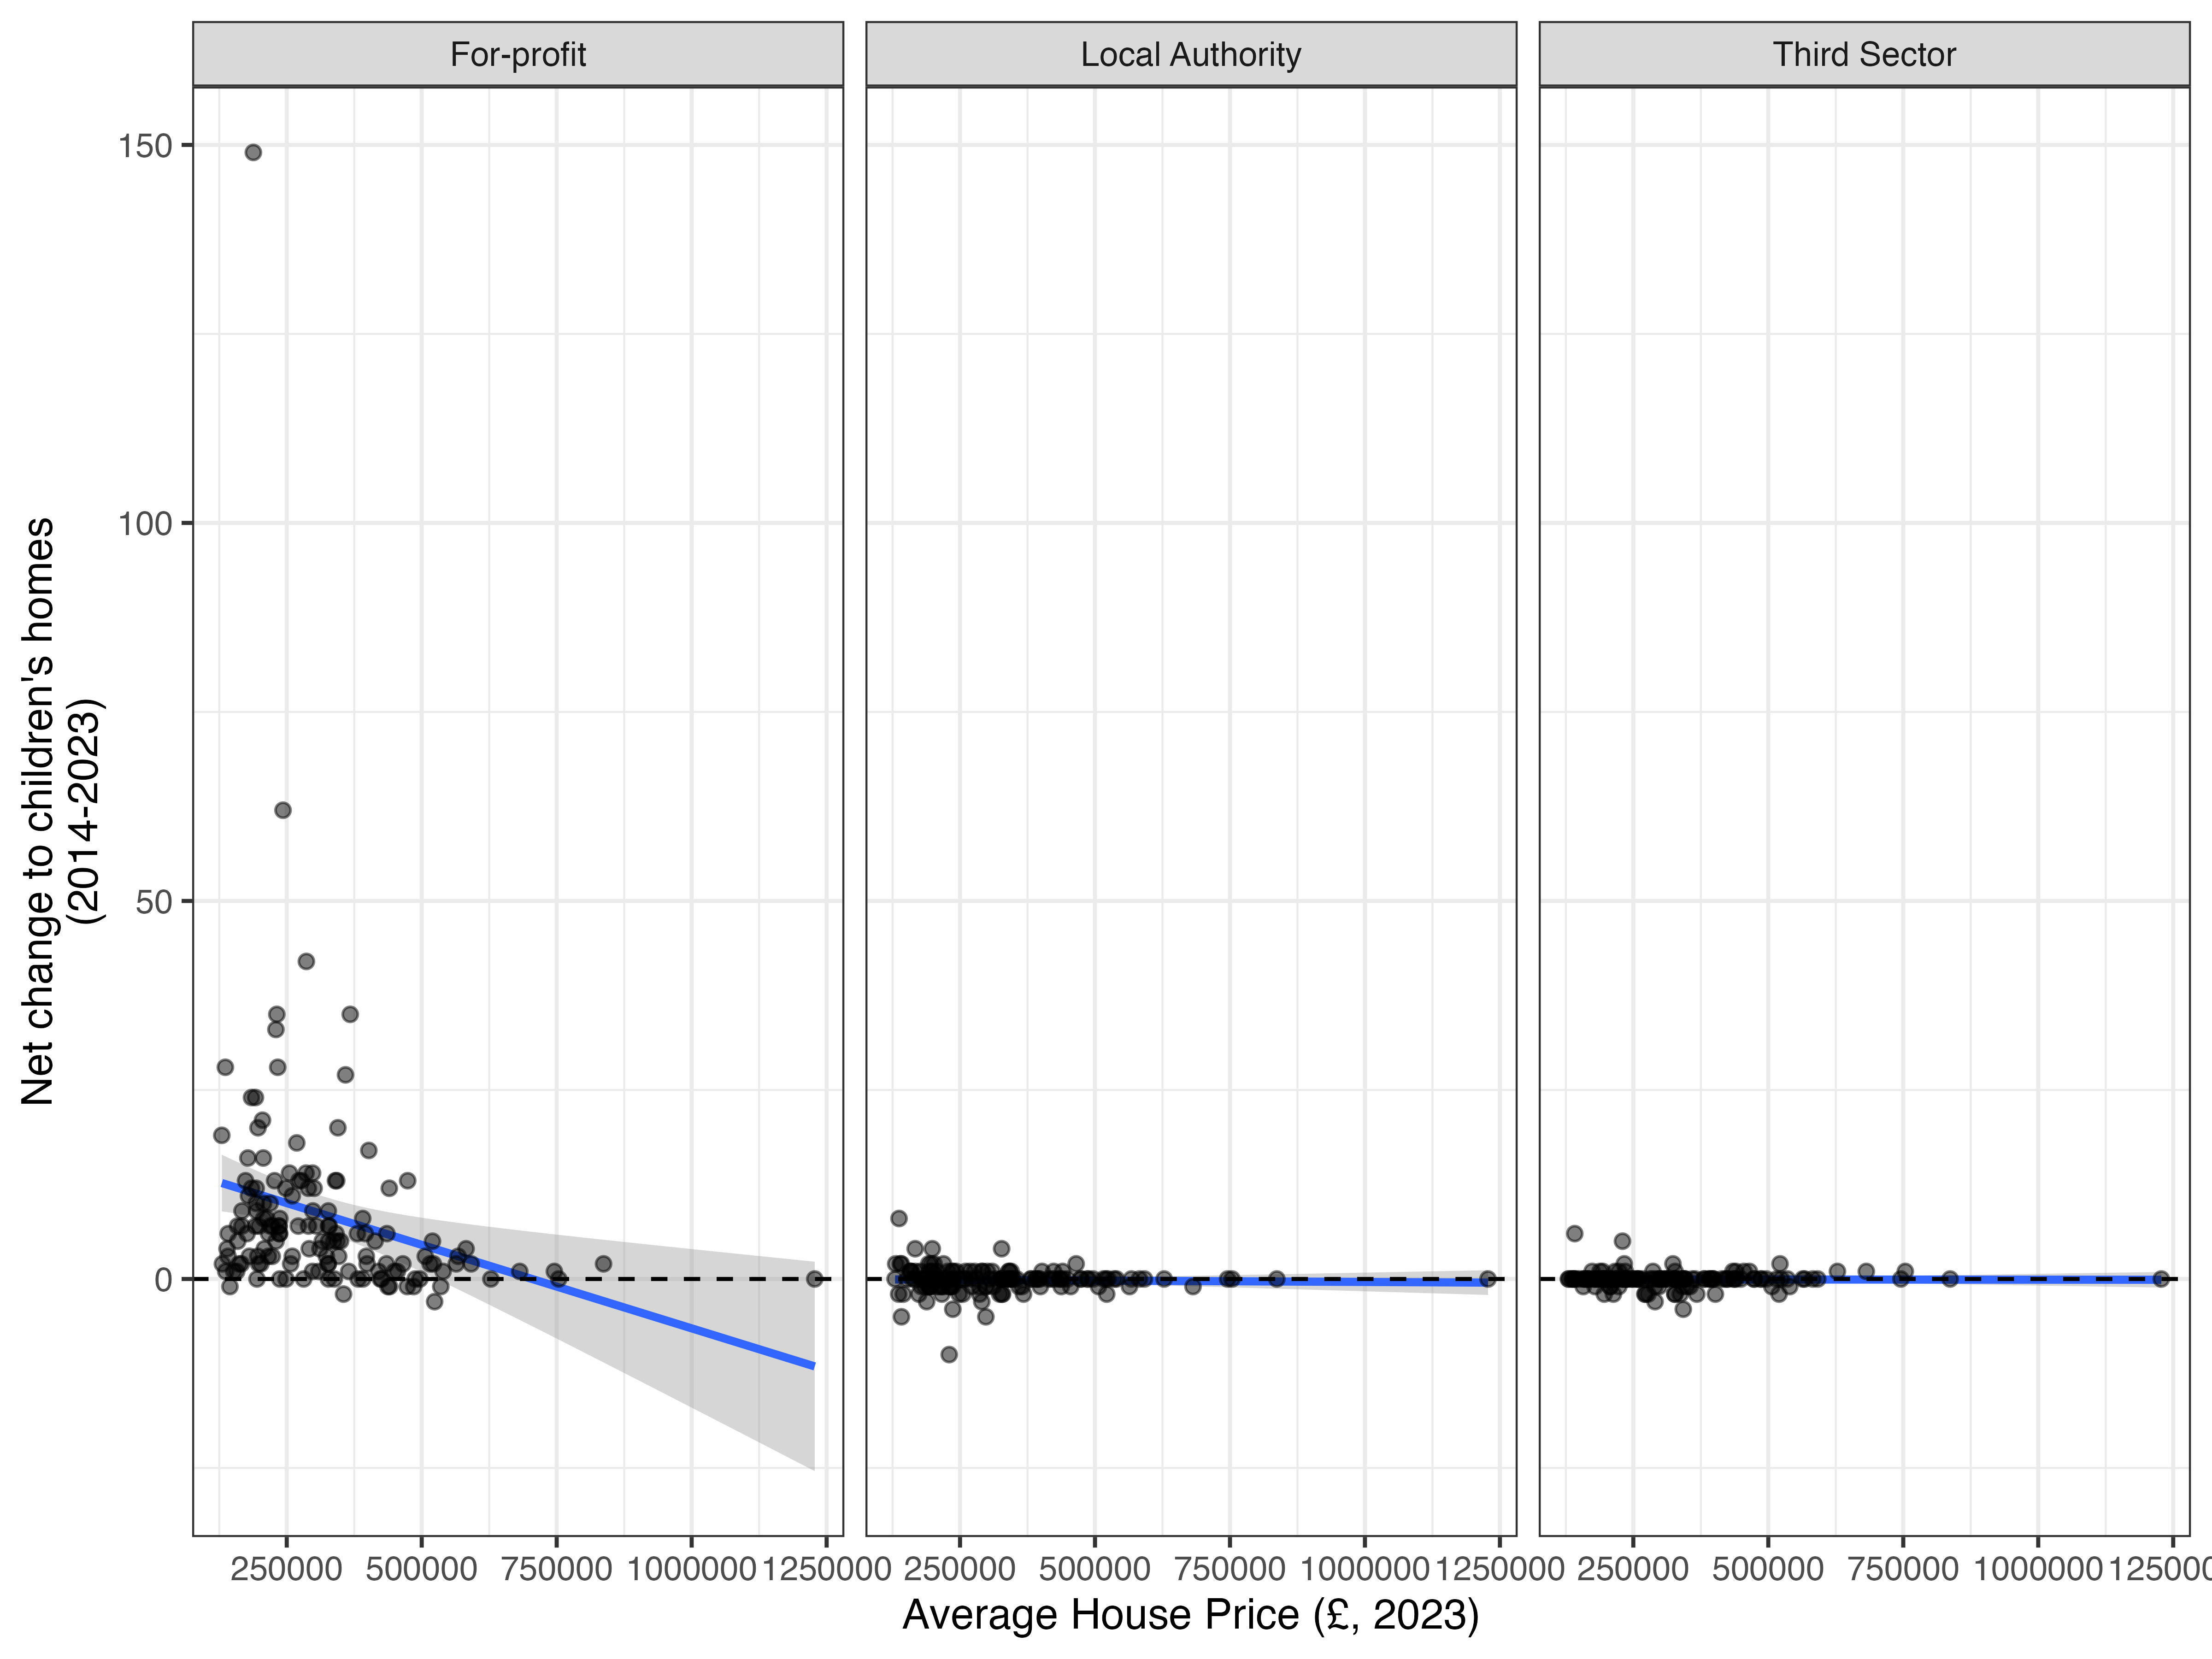 For-profit
Local Authority
Third Sector
Net change to children's homes
(2014-2023)
150
100
50
0
250000 500000 750000 1000000 1250000
250000 500000 750000 1000000 1250000
250000 500000 750000 1000000
Average House Price (£, 2023)